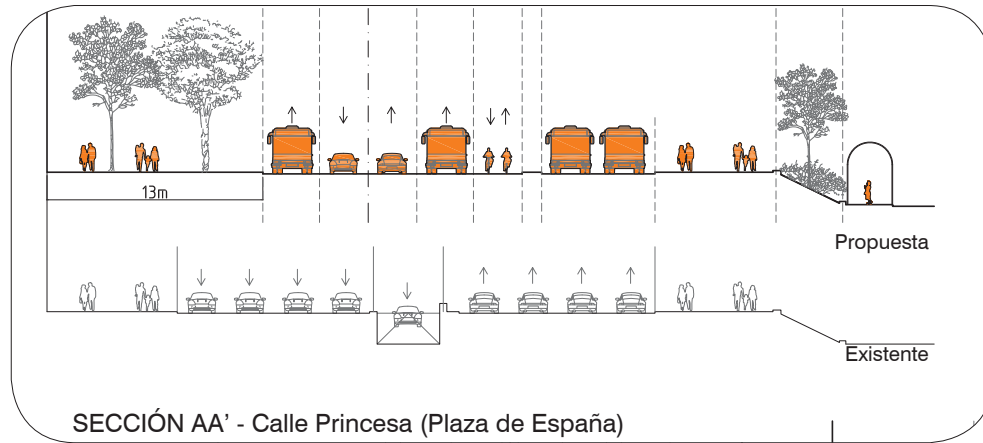 13m
Propuesta
Existente
SECCIÓN AA' - Calle Princesa (Plaza de España)